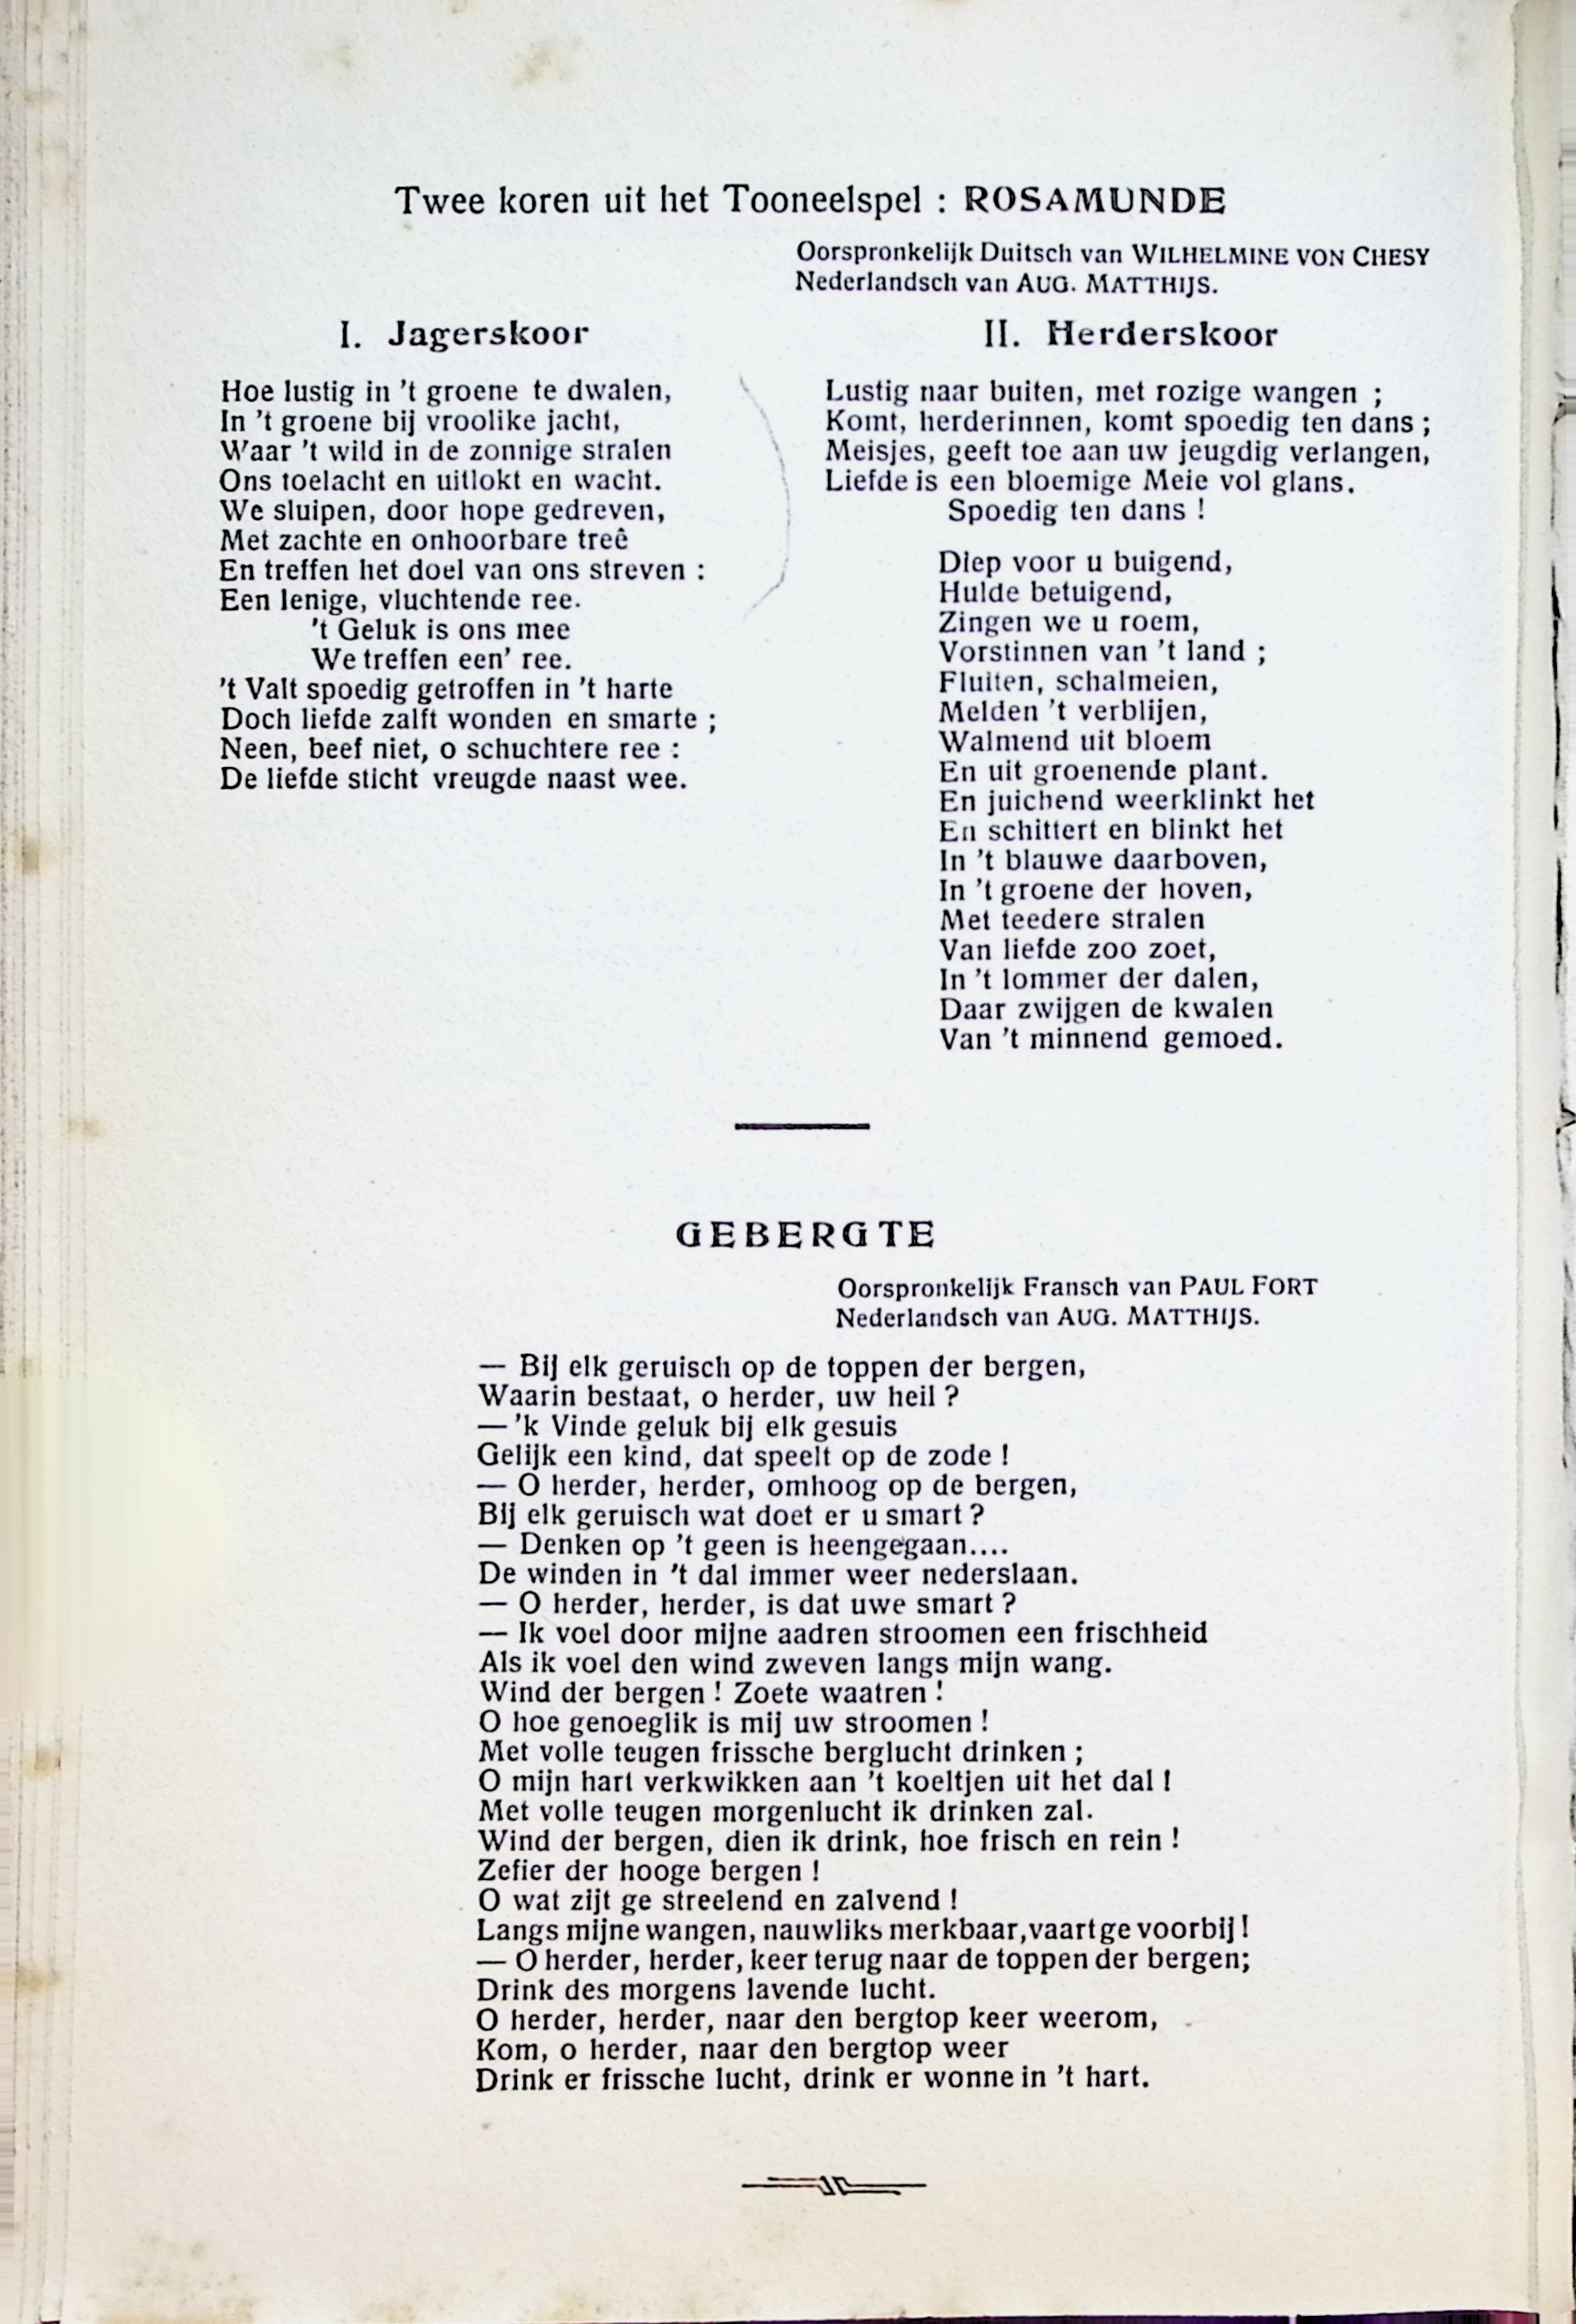 Twee koren uit het Tooneelspel : ROSAMUNDE
Oorspronkelijk Duitsch van WILHELMINE VON CHESY
Nederlandsch van AUG. MATTHIJS.
I. Jagerskoor
Hoe lustig in 't groene te dwalen,
In 't groene bij vroolike jacht,
Waar 't wild in de zonnige stralen
Ons toelacht en uitlokt en wacht.
We sluipen, door hope gedreven,
Met zachte en onhoorbare treê
En treffen het doel van ons streven :
Een lenige, vluchtende ree.
't Geluk is ons mee
We treffen een' ree.
't Valt spoedig getroffen in 't harte
Doch liefde zalft wonden en smarte ;
Neen, beef niet, o schuchtere ree :
De liefde sticht vreugde naast wee.
II. Herderskoor
Lustig naar buiten, met rozige wangen ;
Komt, herderinnen, komt spoedig ten dans ;
Meisjes, geeft toe aan uw jeugdig verlangen,
Liefde is een bloemige Meie vol glans.
Spoedig ten dans !
Diep voor u buigend,
Hulde betuigend,
Zingen we u roem,
Vorstinnen van 't land ;
Fluiten, schalmeien,
Melden 't verblijen,
Walmend uit bloem
En uit groenende plant.
En juichend weerklinkt het
En schittert en blinkt het
In 't blauwe daarboven,
In 't groene der hoven,
Met teedere stralen
Van liefde zoo zoet,
In 't lommer der dalen,
Daar zwijgen de kwalen
Van 't minnend gemoed.
GEBERGTE
Oorspronkelijk Fransch van PAUL FORT
Nederlandsch van AUG. MATTHIJS.
— Bij elk geruisch op de toppen der bergen,
Waarin bestaat, o herder, uw heil ?
— 'k Vinde geluk bij elk gesuis
Gelijk een kind, dat speelt op de zode !
— O herder, herder, omhoog op de bergen,
Bij elk geruisch wat doet er u smart ?
— Denken op 't geen is heengegaan....
De winden in 't dal immer weer nederslaan.
— O herder, herder, is dat uwe smart ?
— Ik voel door mijne aadren stroomen een frischheid
Als ik voel den wind zweven langs mijn wang.
Wind der bergen ! Zoete waatren !
O hoe genoeglik is mij uw stroomen !
Met volle teugen frissche berglucht drinken ;
O mijn hart verkwikken aan 't koeltjen uit het dal !
Met volle teugen morgenlucht ik drinken zal.
Wind der bergen, dien ik drink, hoe frisch en rein !
Zefier der hooge bergen !
O wat zijt ge streelend en zalvend !
Langs mijne wangen, nauwliks merkbaar, vaart ge voorbij !
— O herder, herder, keer terug naar de toppen der bergen;
Drink des morgens lavende lucht.
O herder, herder, naar den bergtop keer weerom,
Kom, o herder, naar den bergtop weer
Drink er frissche lucht, drink er wonne in 't hart.